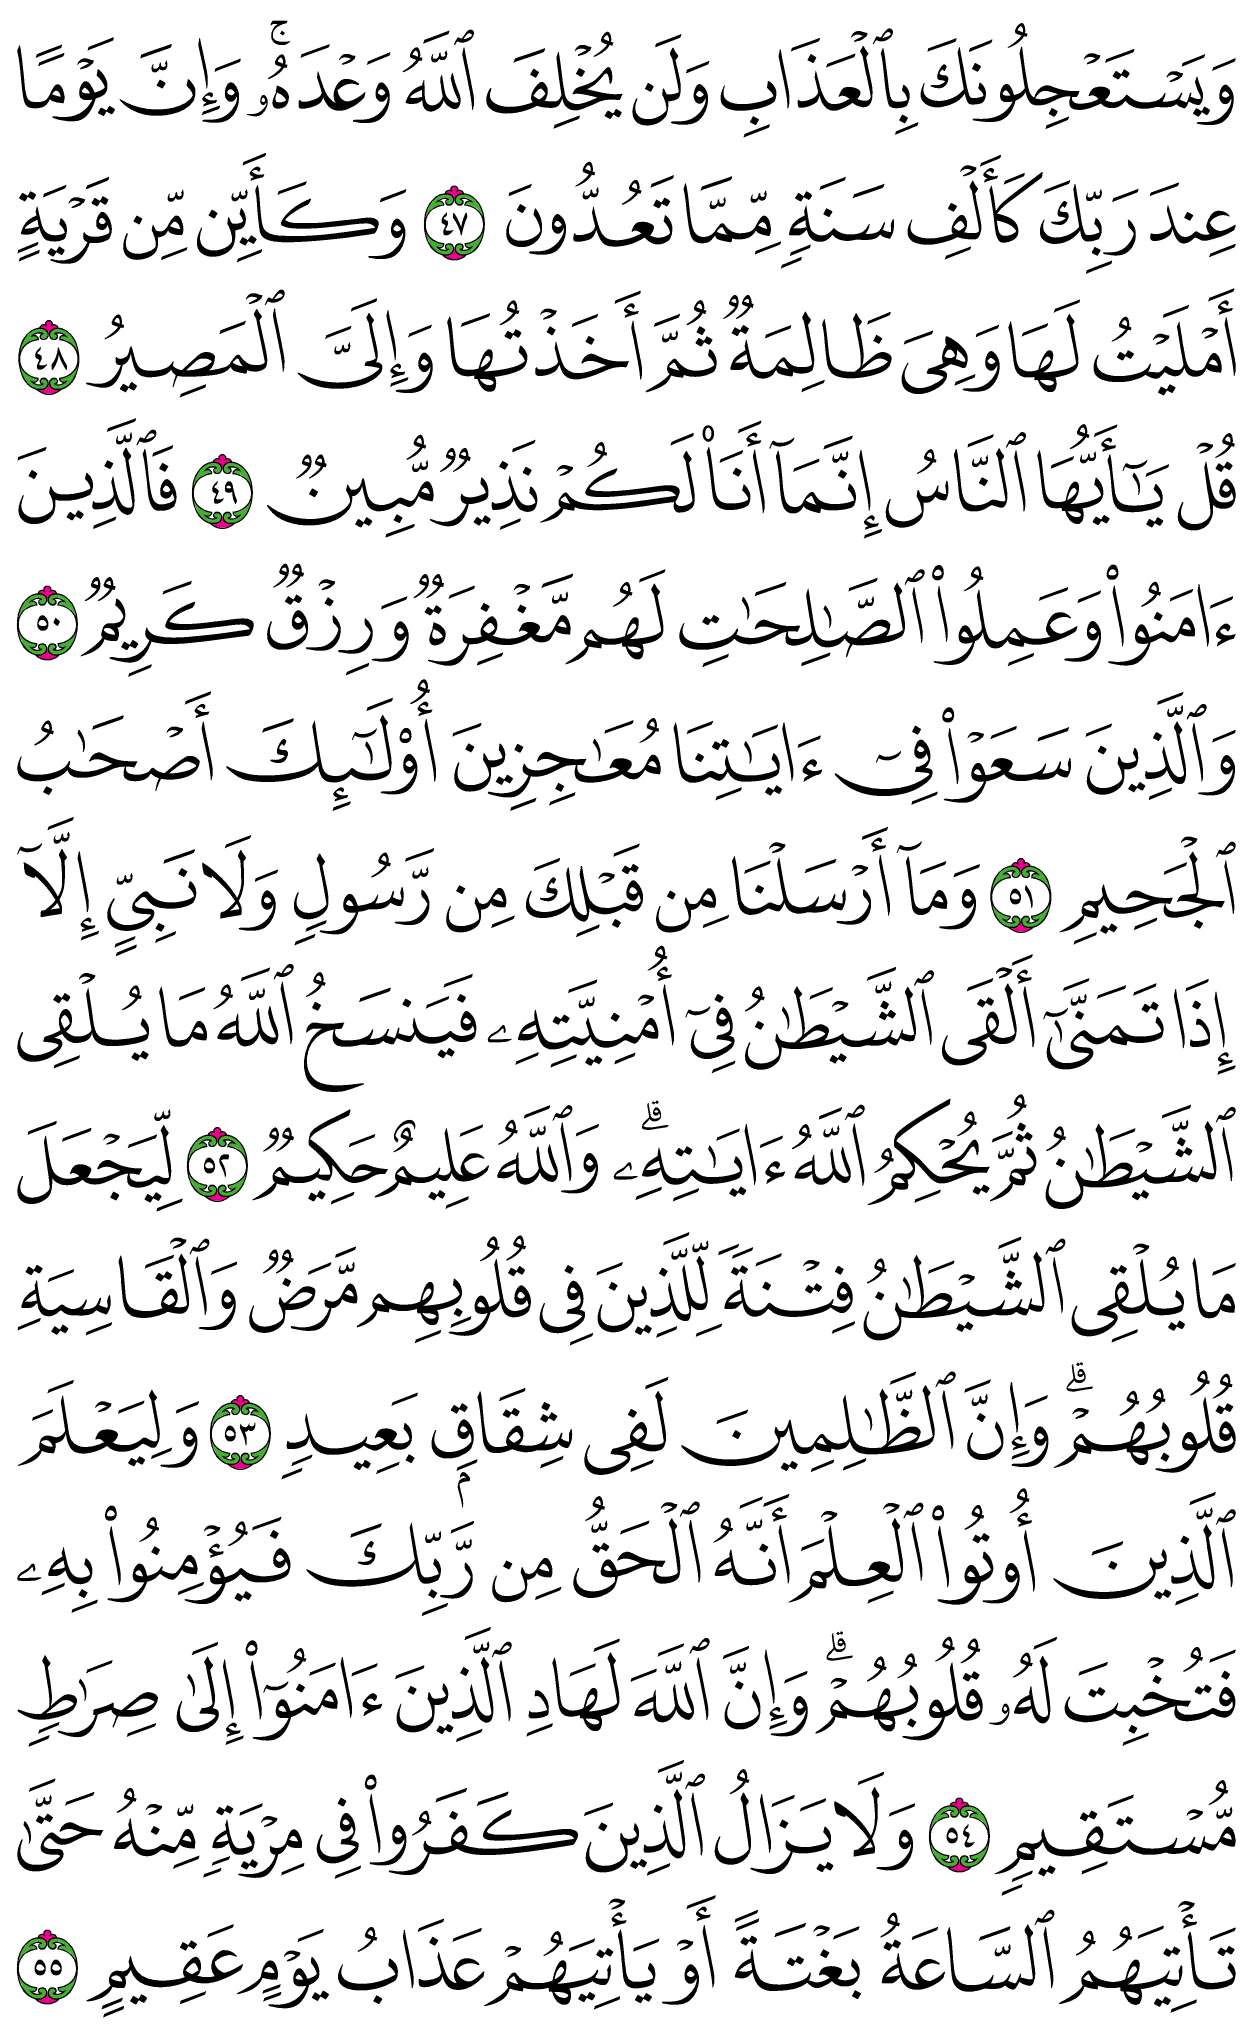 وَيَسۡتَعۡجِلُونَكَ بِٱلۡعَذَابِ وَلَن يُخۡلِفَ ٱللَّهُ وَعۡدَهُۥۚ وَإِنَّ يَوۡمًا
عِندَ رَبِّكَ كَأَلۡفِ سَنَةٖ مِّمَّا تَعُدُّونَ ٤٧ وَكَأَيِّن مِّن قَرۡيَةٍ
أَمۡلَيۡتُ لَهَا وَهِيَ ظَالِمَةٞ ثُمَّ أَخَذۡتُهَا وَإِلَيَّ ٱلۡمَصِيرُ ٤٨
قُلۡ يَٰٓأَيُّهَا ٱلنَّاسُ إِنَّمَآ أَنَا۠ لَكُمۡ نَذِيرٞ مُّبِينٞ ٤٩ فَٱلَّذِينَ
ءَامَنُواْ وَعَمِلُواْ ٱلصَّٰلِحَٰتِ لَهُم مَّغۡفِرَةٞ وَرِزۡقٞ كَرِيمٞ ٥٠
وَٱلَّذِينَ سَعَوۡاْ فِيٓ ءَايَٰتِنَا مُعَٰجِزِينَ أُوْلَٰٓئِكَ أَصۡحَٰبُ
ٱلۡجَحِيمِ ٥١ وَمَآ أَرۡسَلۡنَا مِن قَبۡلِكَ مِن رَّسُولٖ وَلَا نَبِيٍّ إِلَّآ
إِذَا تَمَنَّىٰٓ أَلۡقَى ٱلشَّيۡطَٰنُ فِيٓ أُمۡنِيَّتِهِۦ فَيَنسَخُ ٱللَّهُ مَا يُلۡقِي
ٱلشَّيۡطَٰنُ ثُمَّ يُحۡكِمُ ٱللَّهُ ءَايَٰتِهِۦۗ وَٱللَّهُ عَلِيمٌ حَكِيمٞ ٥٢ لِّيَجۡعَلَ
مَا يُلۡقِي ٱلشَّيۡطَٰنُ فِتۡنَةٗ لِّلَّذِينَ فِي قُلُوبِهِم مَّرَضٞ وَٱلۡقَاسِيَةِ
قُلُوبُهُمۡۗ وَإِنَّ ٱلظَّٰلِمِينَ لَفِي شِقَاقِۭ بَعِيدٖ ٥٣ وَلِيَعۡلَمَ
ٱلَّذِينَ أُوتُواْ ٱلۡعِلۡمَ أَنَّهُ ٱلۡحَقُّ مِن رَّبِّكَ فَيُؤۡمِنُواْ بِهِۦ
فَتُخۡبِتَ لَهُۥ قُلُوبُهُمۡۗ وَإِنَّ ٱللَّهَ لَهَادِ ٱلَّذِينَ ءَامَنُوٓاْ إِلَىٰ صِرَٰطٖ
مُّسۡتَقِيمٖ ٥٤ وَلَا يَزَالُ ٱلَّذِينَ كَفَرُواْ فِي مِرۡيَةٖ مِّنۡهُ حَتَّىٰ
تَأۡتِيَهُمُ ٱلسَّاعَةُ بَغۡتَةً أَوۡ يَأۡتِيَهُمۡ عَذَابُ يَوۡمٍ عَقِيمٍ ٥٥